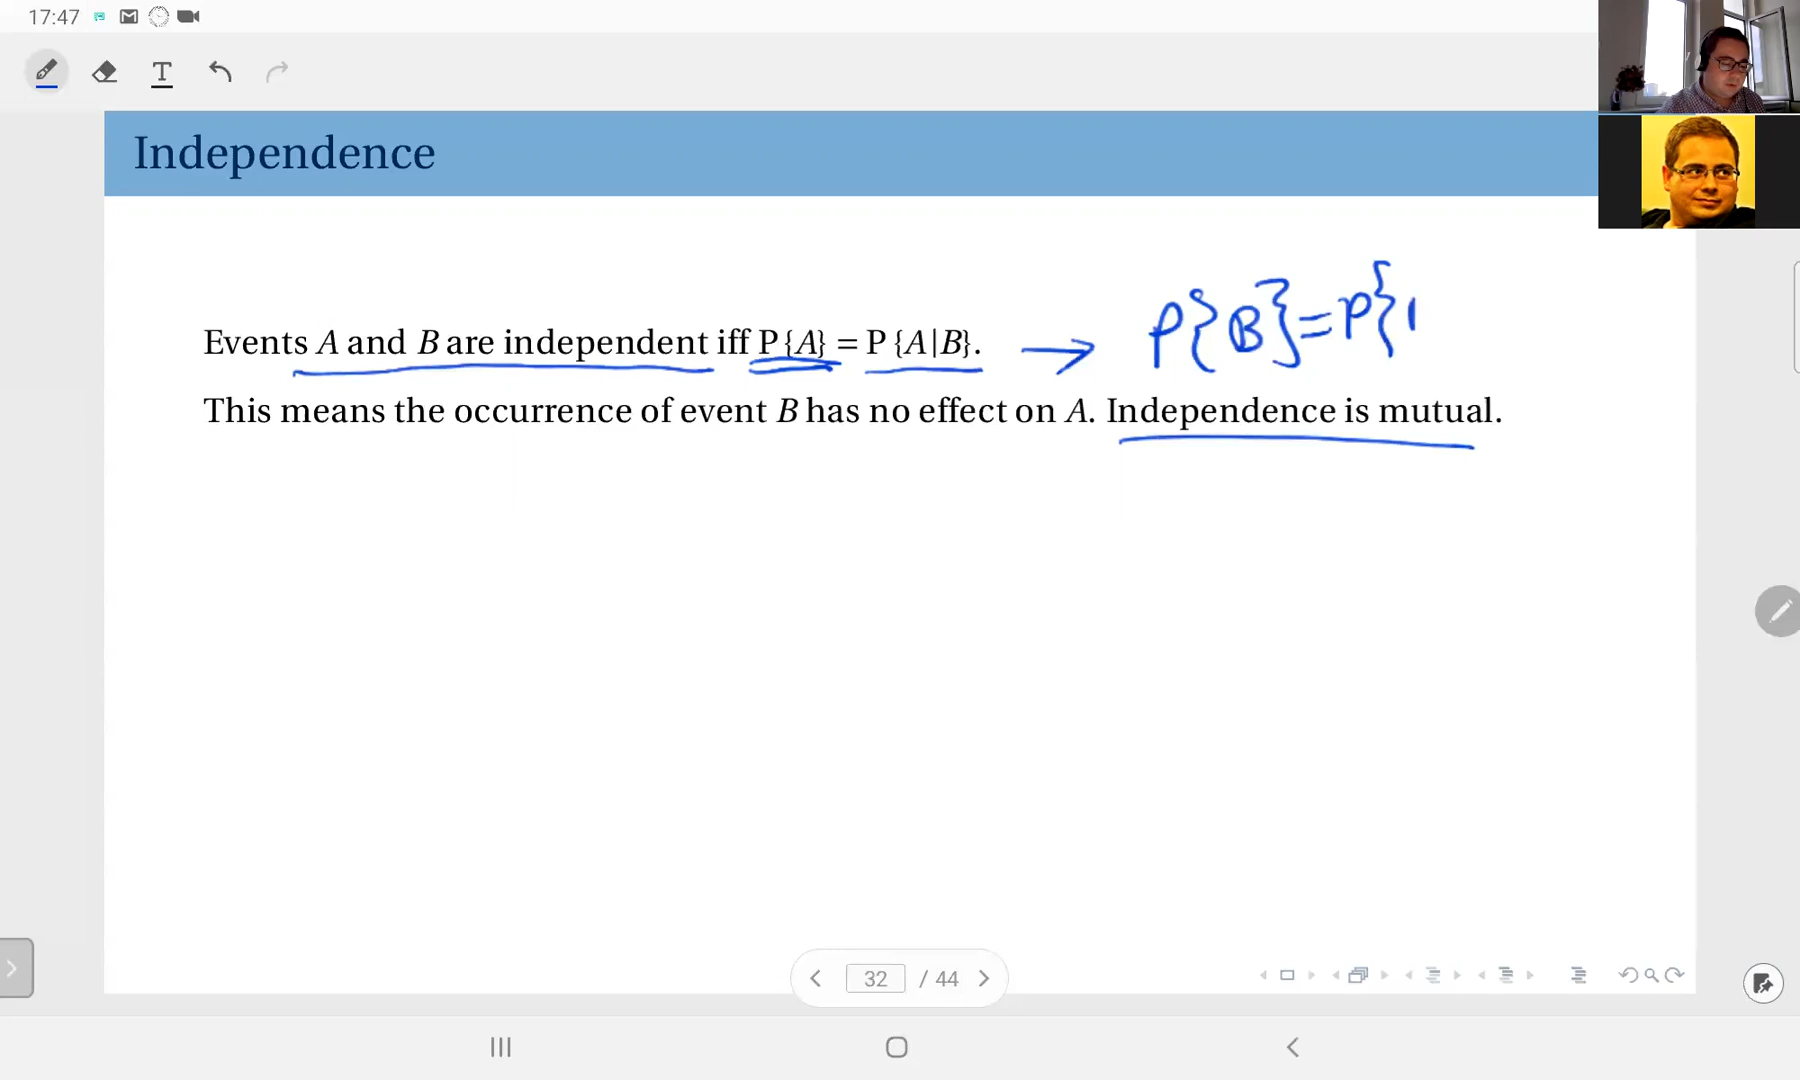 17:47
Independence
Events A and B are independent iff P {A} = P {A|B}. → P{B}=P{
This means the occurrence of event B has no effect on A. Independence is mutual.
32 / 44